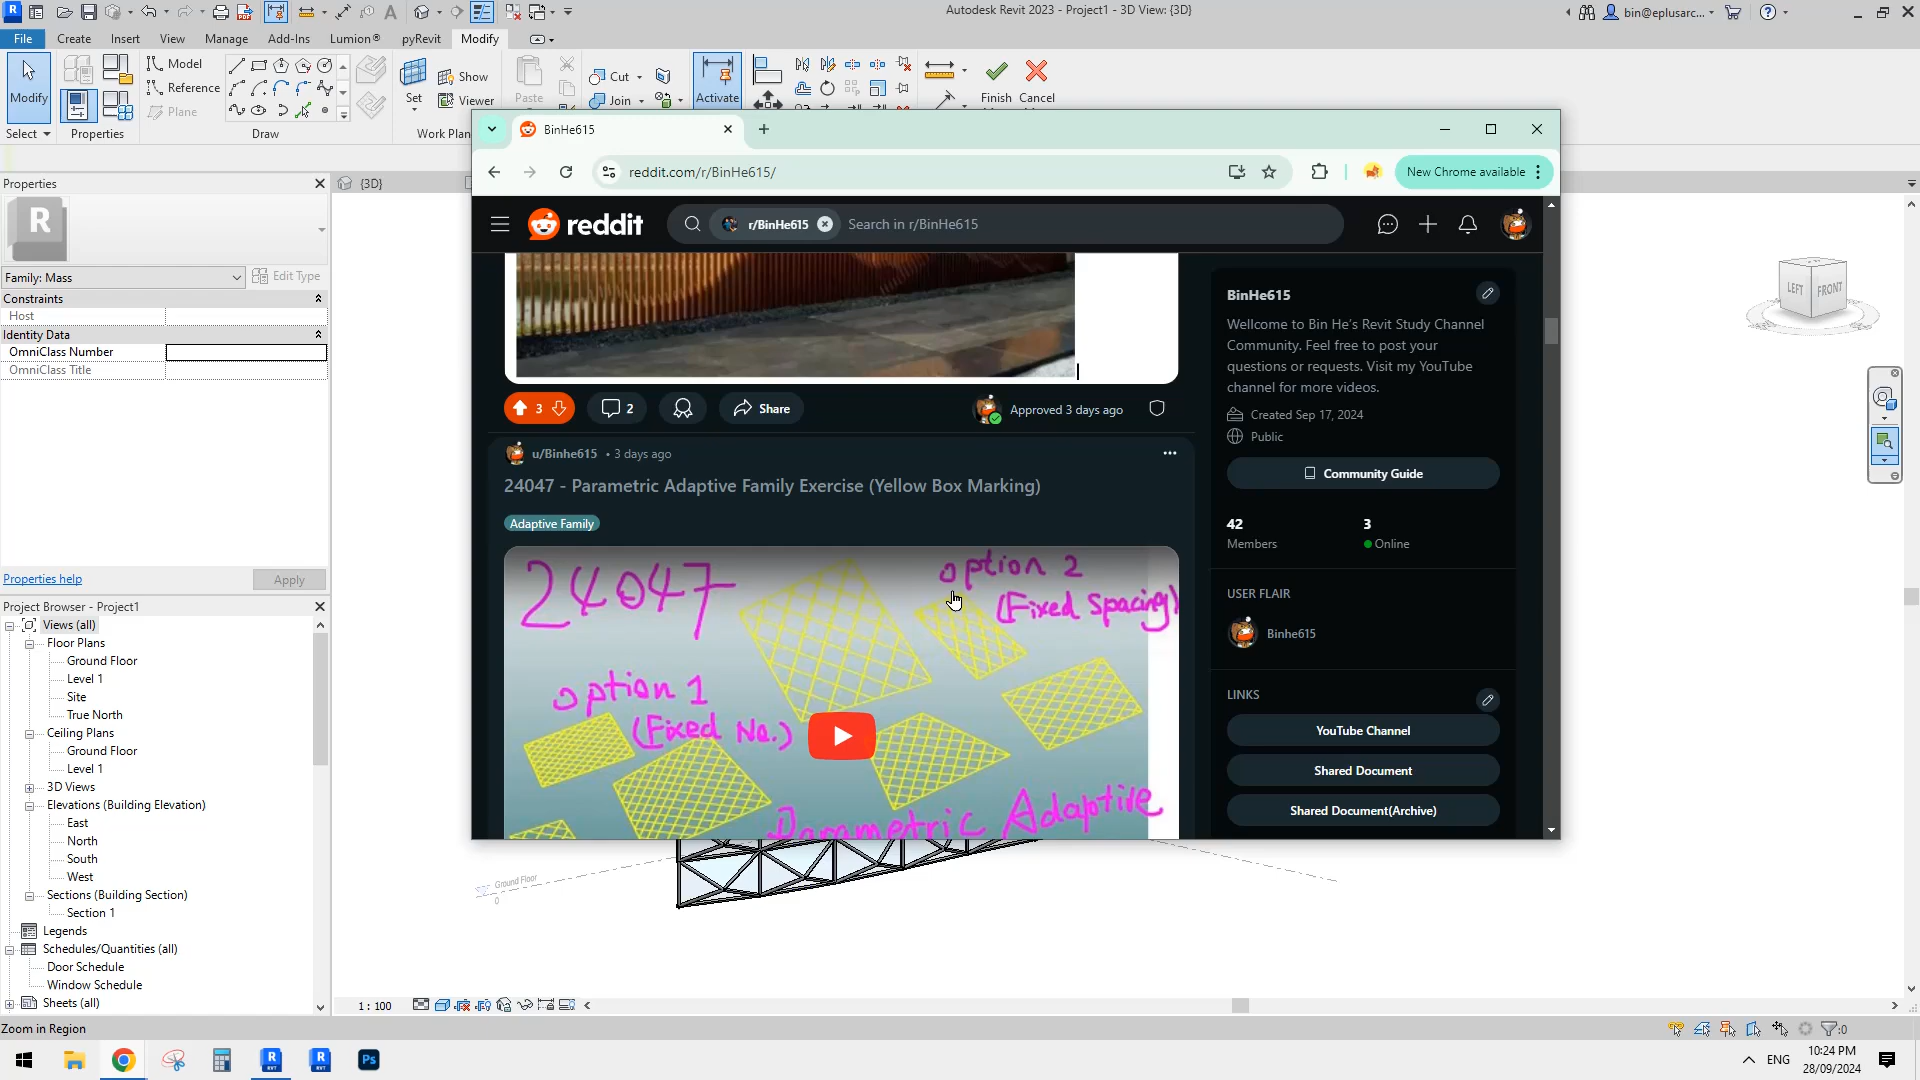 Autodesk Revit 2023 - Project1 - 3D View: {3D}
bin@eplusarc...
File
Create
Insert
View
Manage
Add-Ins
Lumion®
pyRevit
Modify
Modify
Model
Reference
Plane
Set
Show
Viewer
Paste
Cut
Join
Activate
Finish
Cancel
Select
Properties
Draw
Work Plan
BinHe615
reddit.com/r/BinHe615/
New Chrome available
Properties
{3D}
R
Family: Mass
Edit Type
Constraints
Host
Identity Data
OmniClass Number
OmniClass Title
Properties help
Apply
reddit
r/BinHe615
Search in r/BinHe615
3
2
Share
Approved 3 days ago
u/Binhe615
• 3 days ago
24047 - Parametric Adaptive Family Exercise (Yellow Box Marking)
Adaptive Family
24047
option 2
(Fixed Spacing)
option 1
(Fixed No.)
Parametric Adaptive
BinHe615
Wellcome to Bin He's Revit Study Channel
Community. Feel free to post your
questions or requests. Visit my YouTube
channel for more videos.
Created Sep 17, 2024
Public
Community Guide
42
3
Members
Online
USER FLAIR
Binhe615
LINKS
YouTube Channel
Shared Document
Shared Document(Archive)
LEFT
FRONT
Project Browser - Project1
Views (all)
Floor Plans
Ground Floor
Level 1
Site
True North
Ceiling Plans
Ground Floor
Level 1
3D Views
Elevations (Building Elevation)
East
North
South
West
Sections (Building Section)
Section 1
Legends
Schedules/Quantities (all)
Door Schedule
Window Schedule
Sheets (all)
Ground Floor
0
1 : 100
Zoom in Region
:0
R
RVT
R
RVT
Ps
ENG
10:24 PM
28/09/2024